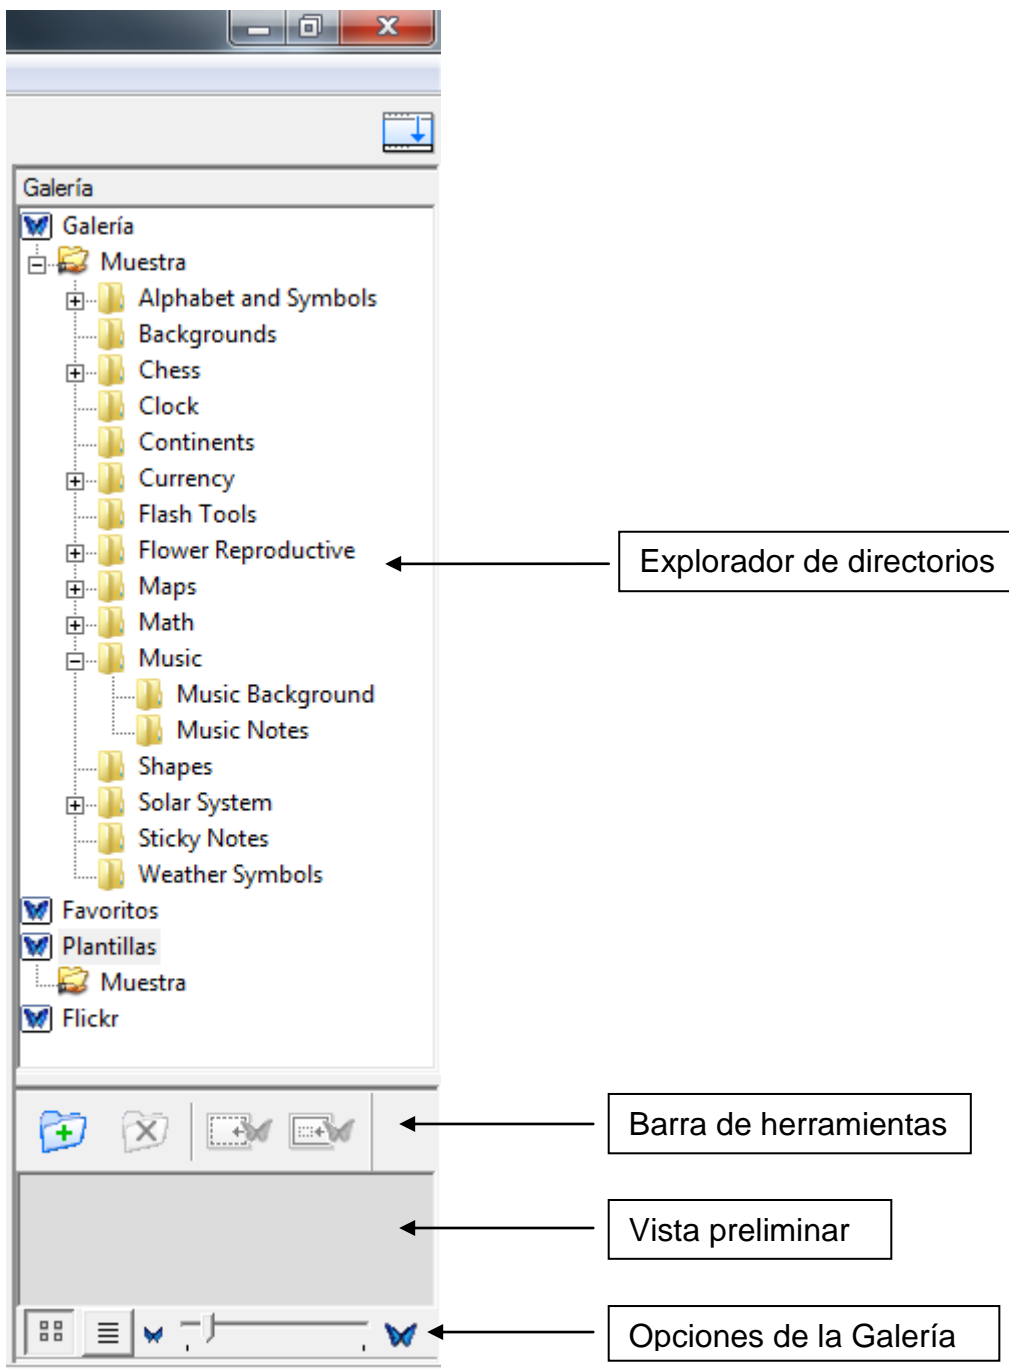 Galería
Galería
Muestra
Alphabet and Symbols
Backgrounds
Chess
Clock
Continents
Currency
Flash Tools
Flower Reproductive
Explorador de directorios
Maps
Math
Music
Music Background
Music Notes
Shapes
Solar System
Sticky Notes
Weather Symbols
Favoritos
Plantillas
Muestra
Flickr
Barra de herramientas
Vista preliminar
Opciones de la Galería